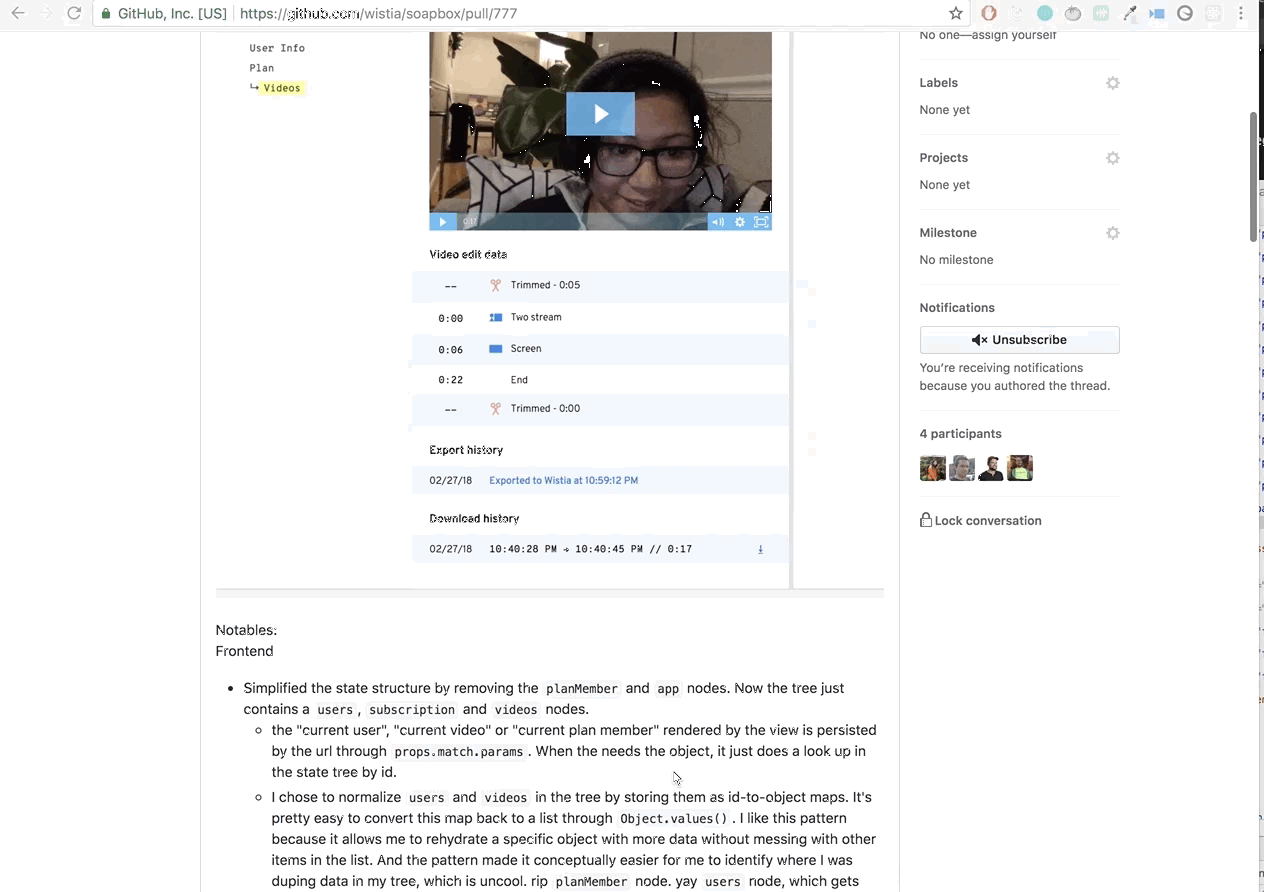 GitHub, Inc. [US] https://github.com/wistia/soapbox/pull/777
User Info
Plan
↳ Videos
0:17
Video edit data
-- Trimmed - 0:05
0:00 Two stream
0:06 Screen
0:22 End
-- Trimmed - 0:00
Export history
02/27/18 Exported to Wistia at 10:59:12 PM
Download history
02/27/18 10:40:28 PM → 10:40:45 PM // 0:17
Notables:
Frontend
• Simplified the state structure by removing the planMember and app nodes. Now the tree just
contains a users , subscription and videos nodes.
◦ the "current user", "current video" or "current plan member" rendered by the view is persisted
by the url through props.match.params . When the needs the object, it just does a look up in
the state tree by id.
◦ I chose to normalize users and videos in the tree by storing them as id-to-object maps. It's
pretty easy to convert this map back to a list through Object.values() . I like this pattern
because it allows me to rehydrate a specific object with more data without messing with other
items in the list. And the pattern made it conceptually easier for me to identify where I was
duping data in my tree, which is uncool. rip planMember node. yay users node, which gets
No one—assign yourself
Labels
None yet
Projects
None yet
Milestone
No milestone
Notifications
Unsubscribe
You're receiving notifications
because you authored the thread.
4 participants
Lock conversation